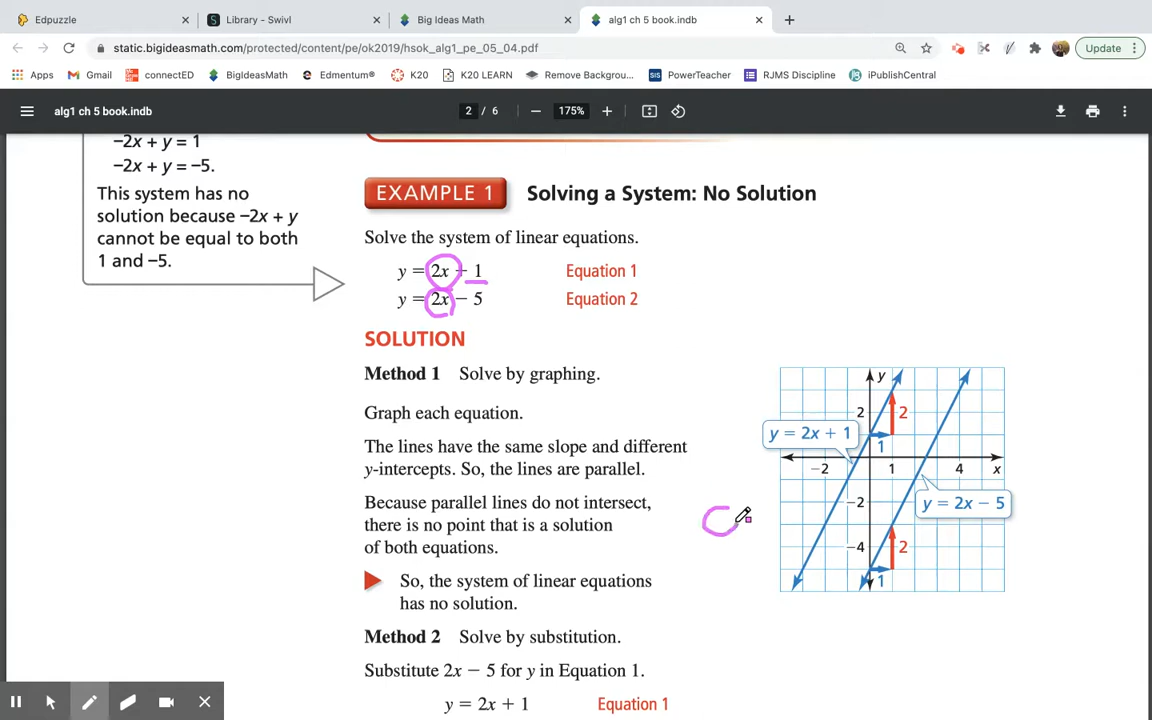 Edpuzzle
Library - Swivl
Big Ideas Math
alg1 ch 5 book.indb
static.bigideasmath.com/protected/content/pe/ok2019/hsok_alg1_pe_05_04.pdf
Update
Apps
Gmail
connectED
BigIdeasMath
Edmentum®
K20
K20 LEARN
Remove Backgrou...
SIS
PowerTeacher
RJMS Discipline
iPublishCentral
alg1 ch 5 book.indb
2 / 6
175%
−2x + y = 1
−2x + y = −5.
This system has no
solution because −2x + y
cannot be equal to both
1 and −5.
EXAMPLE 1 Solving a System: No Solution
Solve the system of linear equations.
y = 2x + 1 Equation 1
y = 2x − 5 Equation 2
SOLUTION
Method 1 Solve by graphing.
Graph each equation.
The lines have the same slope and different
y-intercepts. So, the lines are parallel.
Because parallel lines do not intersect,
there is no point that is a solution
of both equations.
So, the system of linear equations
has no solution.
Method 2 Solve by substitution.
Substitute 2x − 5 for y in Equation 1.
y = 2x + 1 Equation 1
y
2
2
y = 2x + 1
1
−2
1
4
x
−2
y = 2x − 5
−4
2
1